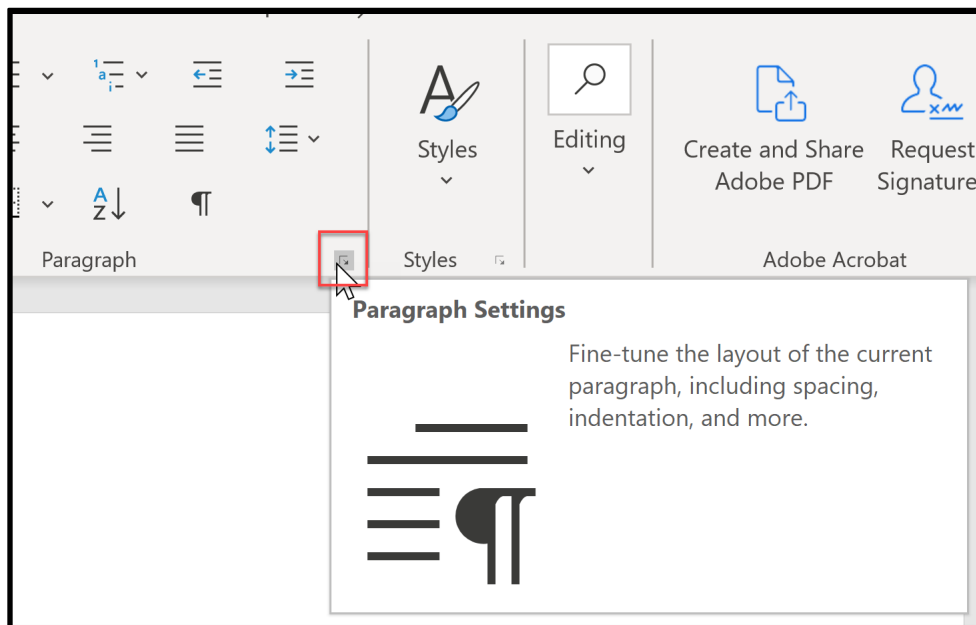 Styles
Editing
Create and Share
Adobe PDF
Request
Signature
Paragraph
Styles
Adobe Acrobat
Paragraph Settings
Fine-tune the layout of the current
paragraph, including spacing,
indentation, and more.